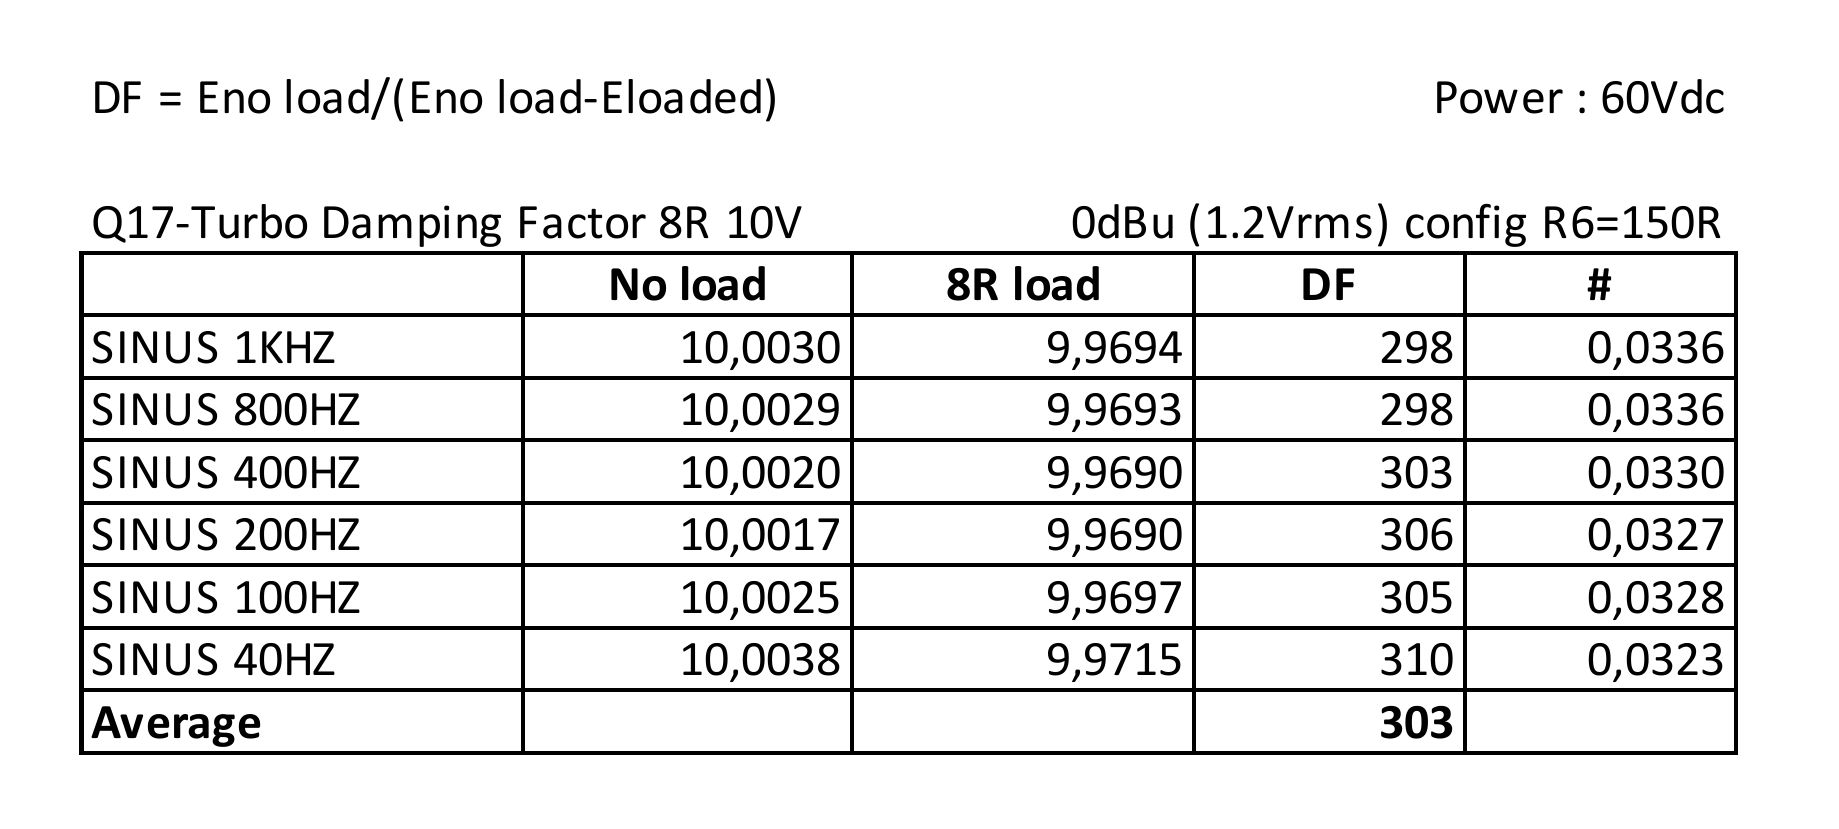 DF = Eno load/(Eno load-Eloaded) Power : 60Vdc
Q17-Turbo Damping Factor 8R 10V 0dBu (1.2Vrms) config R6=150R
No load 8R load DF #
SINUS 1KHZ 10,0030 9,9694 298 0,0336
SINUS 800HZ 10,0029 9,9693 298 0,0336
SINUS 400HZ 10,0020 9,9690 303 0,0330
SINUS 200HZ 10,0017 9,9690 306 0,0327
SINUS 100HZ 10,0025 9,9697 305 0,0328
SINUS 40HZ 10,0038 9,9715 310 0,0323
Average 303